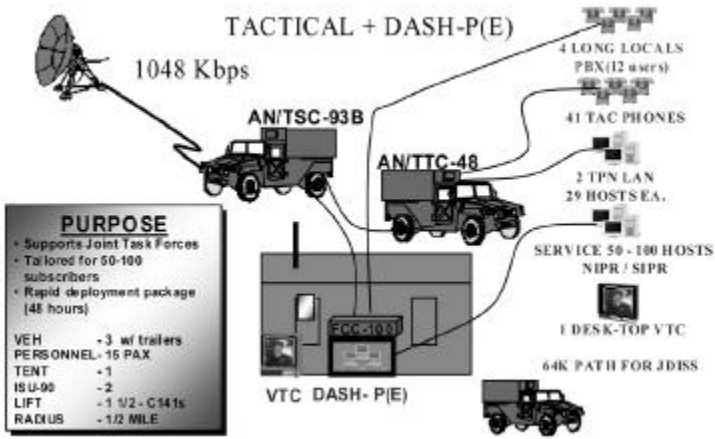 TACTICAL + DASH-P(E)
1048 Kbps
AN/TSC-93B
AN/TTC-48
4 LONG LOCALS
PBX(12 users)
41 TAC PHONES
2 TPN LAN
29 HOSTS EA.
SERVICE 50 - 100 HOSTS
NIPR / SIPR
1 DESK-TOP VTC
64K PATH FOR JDISS
PURPOSE
• Supports Joint Task Forces
• Tailored for 50-100
subscribers
• Rapid deployment package
(48 hours)
VEH - 3 w/ trailers
PERSONNEL- 15 PAX
TENT - 1
ISU-90 - 2
LIFT - 1 1/2 - C141s
RADIUS - 1/2 MILE
FCC-100
VTC DASH- P(E)